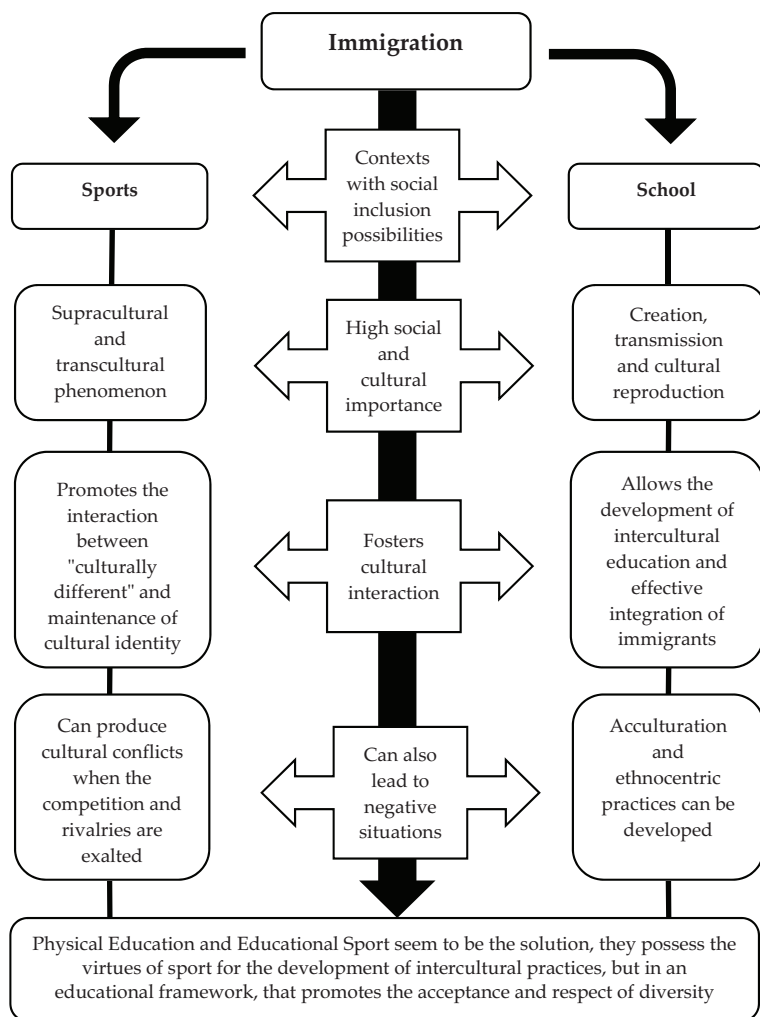 Immigration
Sports
Contexts
with social
inclusion
possibilities
School
Supracultural
and
transcultural
phenomenon
High social
and
cultural
importance
Creation,
transmission
and cultural
reproduction
Promotes the
interaction
between
"culturally
different" and
maintenance of
cultural identity
Fosters
cultural
interaction
Allows the
development of
intercultural
education and
effective
integration of
immigrants
Can produce
cultural conflicts
when the
competition and
rivalries are
exalted
Can also
lead to
negative
situations
Acculturation
and
ethnocentric
practices can be
developed
Physical Education and Educational Sport seem to be the solution, they possess the
virtues of sport for the development of intercultural practices, but in an
educational framework, that promotes the acceptance and respect of diversity